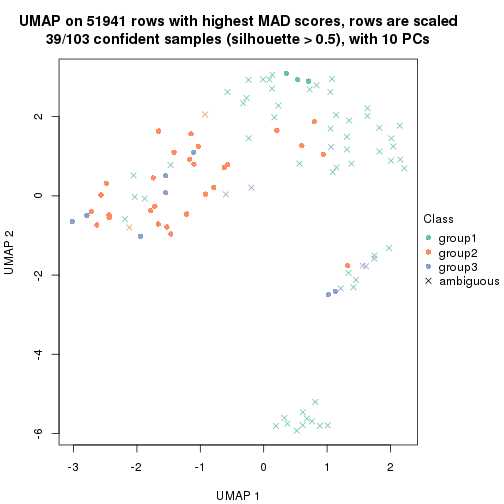 UMAP on 51941 rows with highest MAD scores, rows are scaled
39/103 confident samples (silhouette > 0.5), with 10 PCs
2
0
-2
-4
-6
UMAP 2
-3 -2 -1 0 1 2
UMAP 1
Class
group1
group2
group3
ambiguous